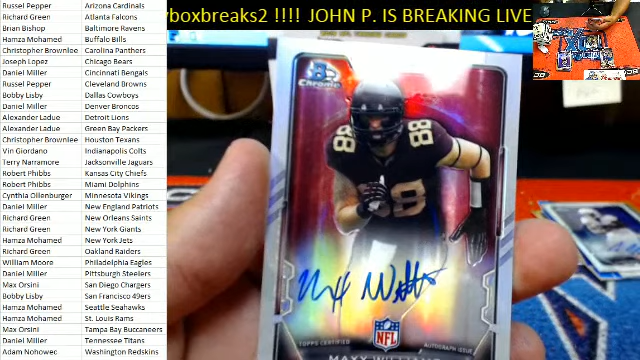 yboxbreaks2 !!!! JOHN P. IS BREAKING LIVE
Russel Pepper Arizona Cardinals
Richard Green Atlanta Falcons
Brian Bishop Baltimore Ravens
Hamza Mohamed Buffalo Bills
Christopher Brownlee Carolina Panthers
Joseph Lopez Chicago Bears
Daniel Miller Cincinnati Bengals
Russel Pepper Cleveland Browns
Bobby Lisby Dallas Cowboys
Daniel Miller Denver Broncos
Alexander Ladue Detroit Lions
Alexander Ladue Green Bay Packers
Christopher Brownlee Houston Texans
Vin Giordano Indianapolis Colts
Terry Narramore Jacksonville Jaguars
Robert Phibbs Kansas City Chiefs
Robert Phibbs Miami Dolphins
Cynthia Ollenburger Minnesota Vikings
Daniel Miller New England Patriots
Richard Green New Orleans Saints
Richard Green New York Giants
Hamza Mohamed New York Jets
Richard Green Oakland Raiders
William Moore Philadelphia Eagles
Daniel Miller Pittsburgh Steelers
Max Orsini San Diego Chargers
Bobby Lisby San Francisco 49ers
Hamza Mohamed Seattle Seahawks
Hamza Mohamed St. Louis Rams
Max Orsini Tampa Bay Buccaneers
Daniel Miller Tennessee Titans
Adam Nohowec Washington Redskins
B
Chrome
88
88
88
NFL
TOPPS CERTIFIED AUTOGRAPH ISSUE
MAXX